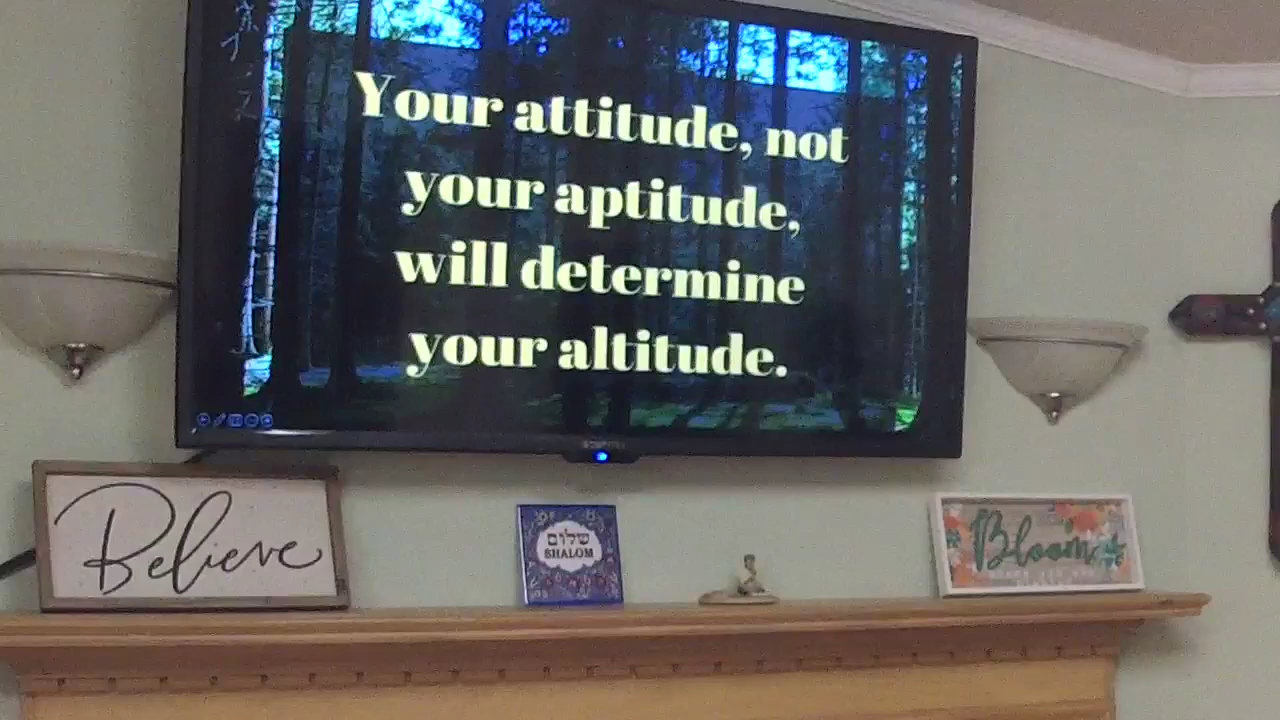 Your attitude, not
your aptitude,
will determine
your altitude.
Believe
שלום
SHALOM
Bloom